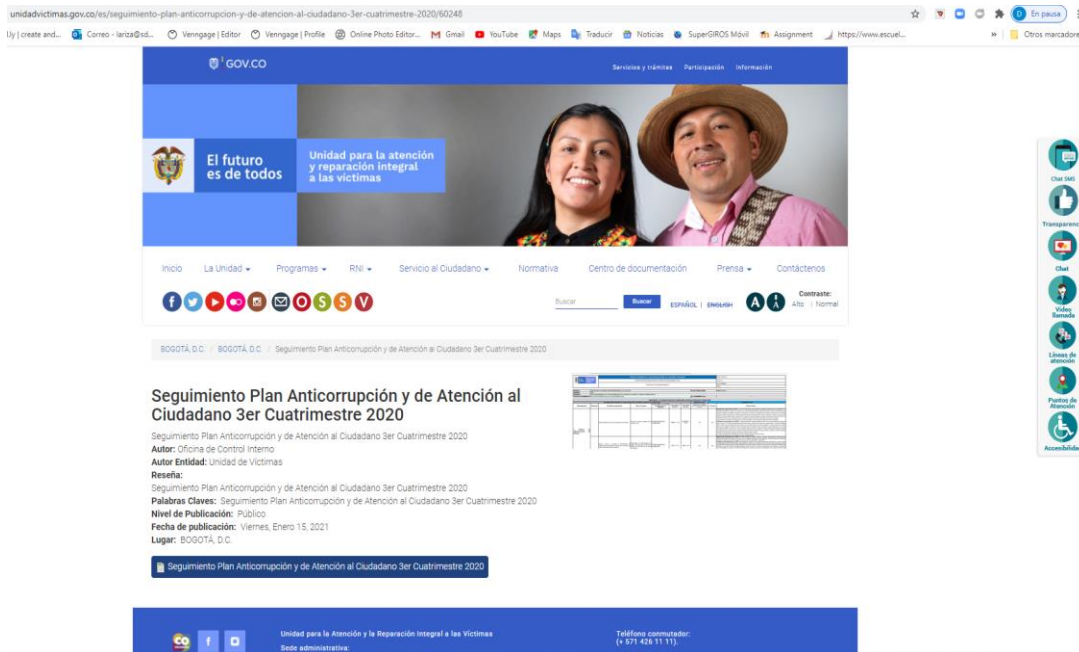 unidadvictimas.gov.co/es/seguimiento-plan-anticorrupcion-y-de-atencion-al-ciudadano-3er-cuatrimestre-2020/60248
En pausa
Uy | create and...
Correo - lariza@sd...
Venngage | Editor
Venngage | Profile
Online Photo Editor...
Gmail
YouTube
Maps
Traducir
Noticias
SuperGIROS Móvil
Assignment
https://www.escuel...
Otros marcadore
GOV.CO
Servicios y trámites
Participación
Información
El futuro
es de todos
Unidad para la atención
y reparación integral
a las víctimas
Chat SMS
Transparenc
Chat
Video
llamada
Líneas de
atención
Puntos de
Atención
Accesibilida
Inicio
La Unidad
Programas
RNI
Servicio al Ciudadano
Normativa
Centro de documentación
Prensa
Contáctenos
Buscar
Buscar
ESPAÑOL | ENGLISH
Contraste:
Alto | Normal
BOGOTÁ, D.C. / BOGOTÁ, D.C. / Seguimiento Plan Anticorrupción y de Atención al Ciudadano 3er Cuatrimestre 2020
Seguimiento Plan Anticorrupción y de Atención al
Ciudadano 3er Cuatrimestre 2020
Seguimiento Plan Anticorrupción y de Atención al Ciudadano 3er Cuatrimestre 2020
Autor: Oficina de Control Interno
Autor Entidad: Unidad de Víctimas
Reseña:
Seguimiento Plan Anticorrupción y de Atención al Ciudadano 3er Cuatrimestre 2020
Palabras Claves: Seguimiento Plan Anticorrupción y de Atención al Ciudadano 3er Cuatrimestre 2020
Nivel de Publicación: Público
Fecha de publicación: Viernes, Enero 15, 2021
Lugar: BOGOTÁ, D.C.
Seguimiento Plan Anticorrupción y de Atención al Ciudadano 3er Cuatrimestre 2020
Unidad para la Atención y la Reparación Integral a las Víctimas
Sede administrativa:
Teléfono conmutador:
(+ 571 426 11 11).